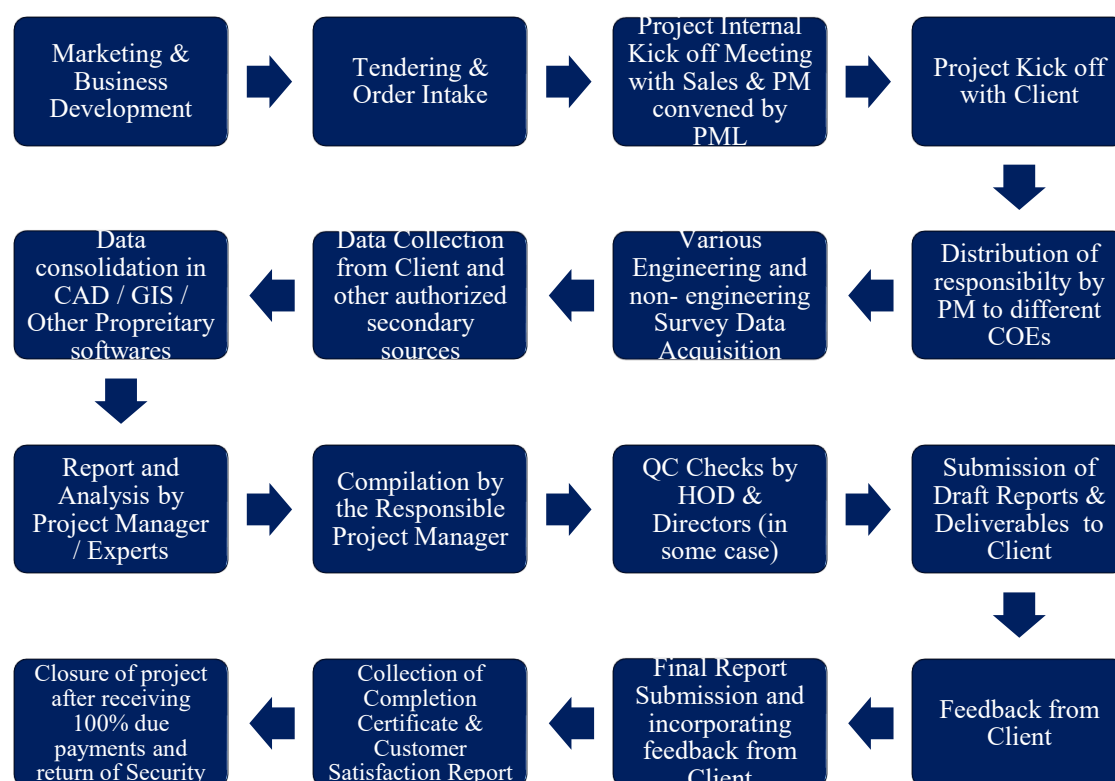 Marketing &
Business
Development
Tendering &
Order Intake
Project Internal
Kick off Meeting
with Sales & PM
convened by
PML
Project Kick off
with Client
Distribution of
responsibilty by
PM to different
COEs
Various
Engineering and
non- engineering
Survey Data
Acquisition
Data Collection
from Client and
other authorized
secondary
sources
Data
consolidation in
CAD / GIS /
Other Propreitary
softwares
Report and
Analysis by
Project Manager
/ Experts
Compilation by
the Responsible
Project Manager
QC Checks by
HOD &
Directors (in
some case)
Submission of
Draft Reports &
Deliverables to
Client
Feedback from
Client
Final Report
Submission and
incorporating
feedback from
Client
Collection of
Completion
Certificate &
Customer
Satisfaction Report
Closure of project
after receiving
100% due
payments and
return of Security